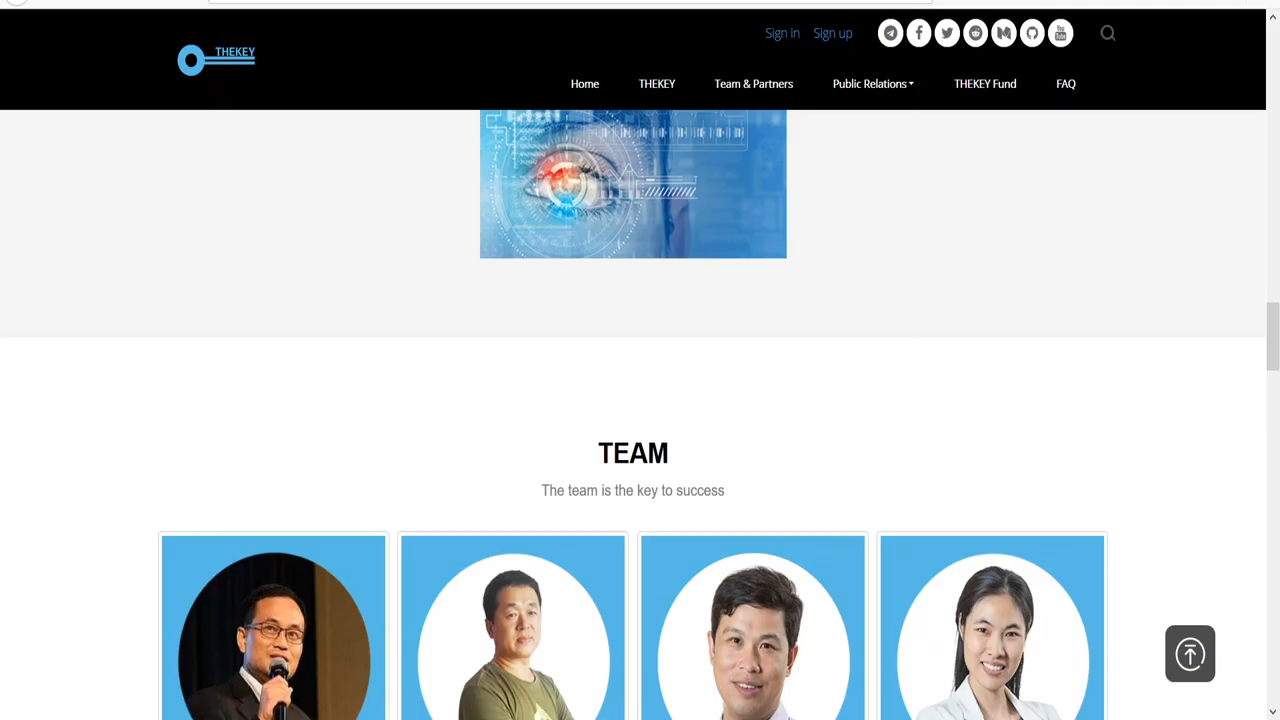 Sign in Sign up
THEKEY
Home THEKEY Team & Partners Public Relations THEKEY Fund FAQ
TEAM
The team is the key to success